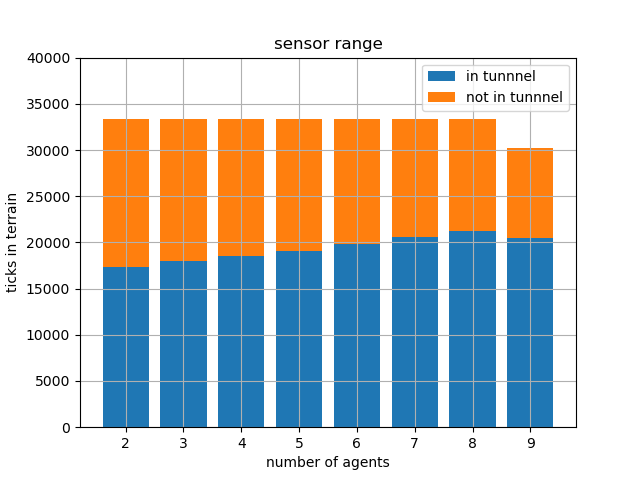 sensor range
in tunnnel
not in tunnnel
40000
35000
30000
25000
20000
15000
10000
5000
0
ticks in terrain
2 3 4 5 6 7 8 9
number of agents